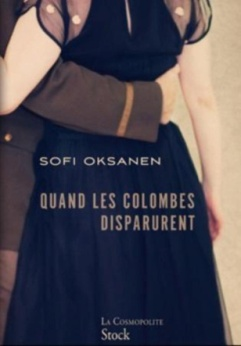 SOFI OKSANEN
QUAND LES COLOMBES
DISPARURENT
LA COSMOPOLITE
Stock